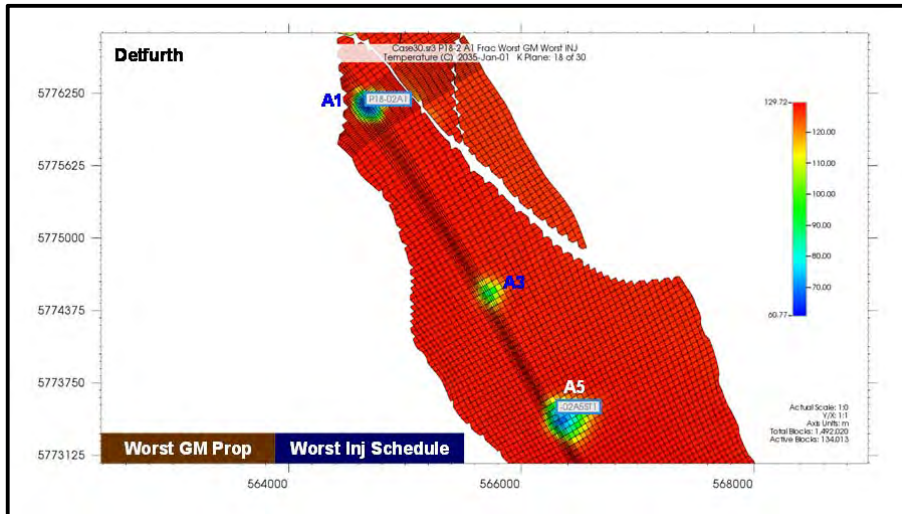 Detfurth
Case30.sr3 P18-2 A1 Frac Worst GM Worst INJ
Temperature (C) 2035-Jan-01 K Plane: 18 of 30
5776250
A1
P18-02A1
129.72
120.00
5775625
110.00
100.00
5775000
90.00
80.00
A3
70.00
5774375
60.77
5773750
A5
-02A5ST1
Actual Scale: 1:0
Y/X: 1:1
Axis Units: m
Total Blocks: 1,492,020
Active Blocks: 134,013
Worst GM Prop
Worst Inj Schedule
5773125
564000
566000
568000